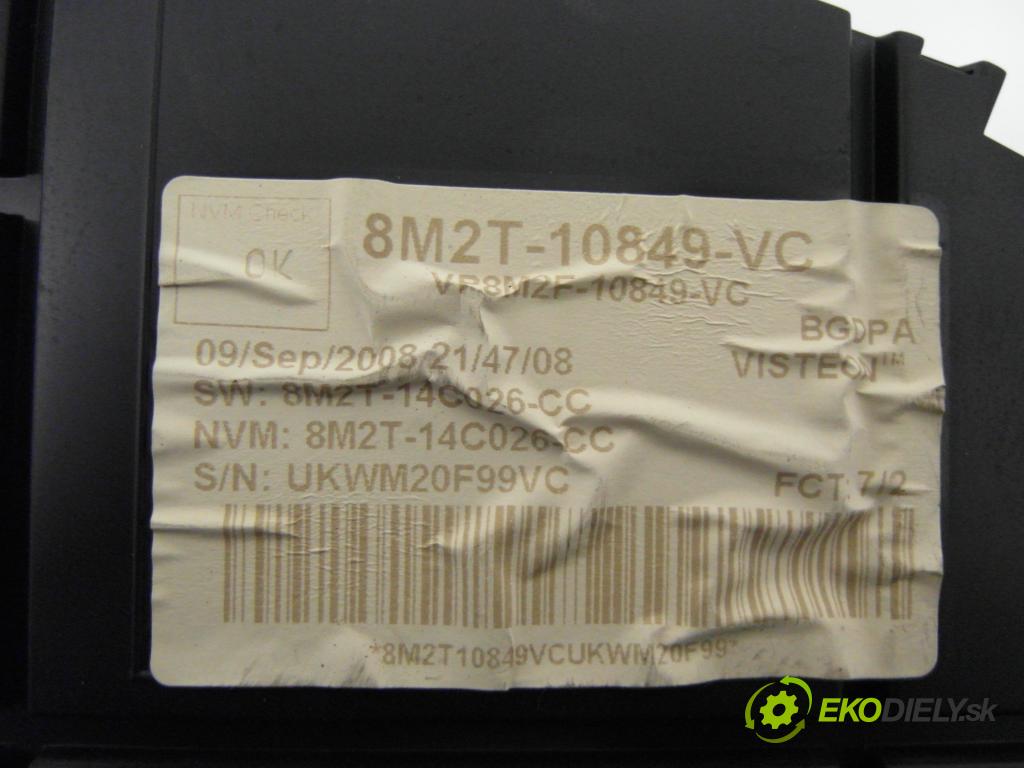 NVM Check
OK
8M2T-10849-VC
VP8M2F-10849-VC
BGDPA
09/Sep/2008 21/47/08
VISTEON™
SW: 8M2T-14C026-CC
NVM: 8M2T-14C026-CC
S/N: UKWM20F99VC
FCT 7/2
*8M2T10849VCUKWM20F99*
EKODIELY.sk